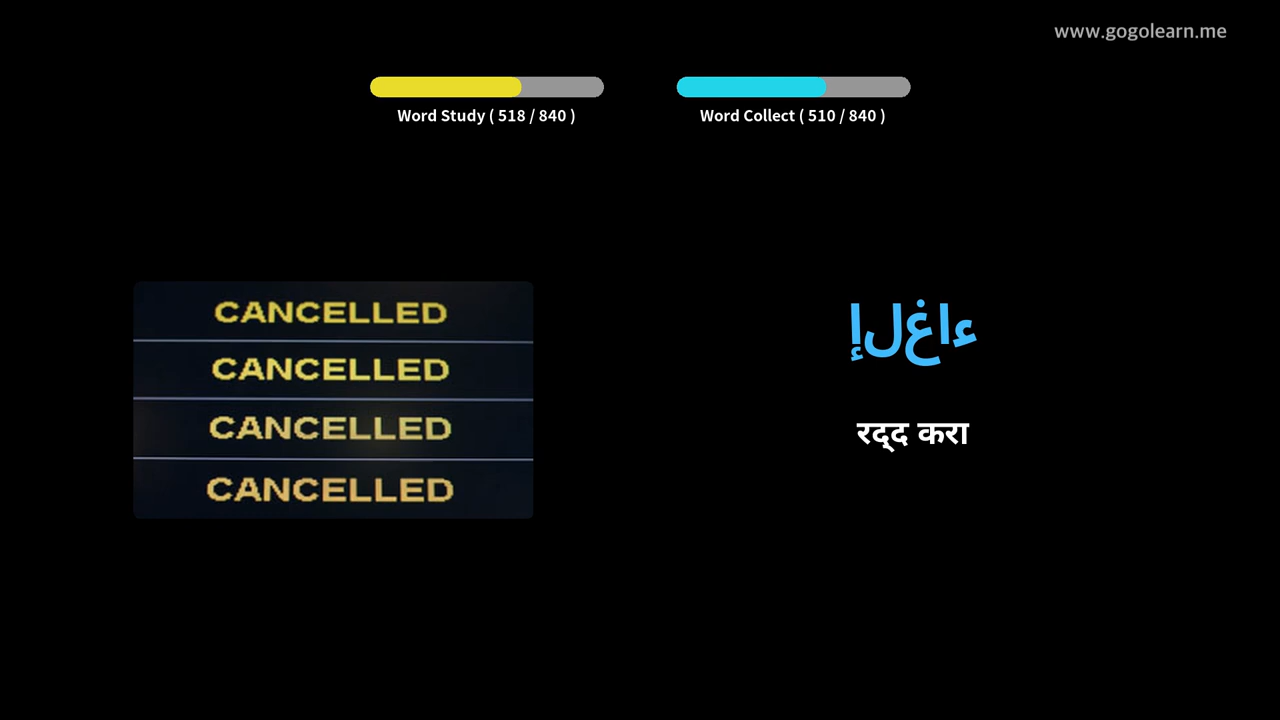 www.gogolearn.me
Word Study ( 518 / 840 )
Word Collect ( 510 / 840 )
CANCELLED
CANCELLED
CANCELLED
CANCELLED
إلغاء
रद्द करा